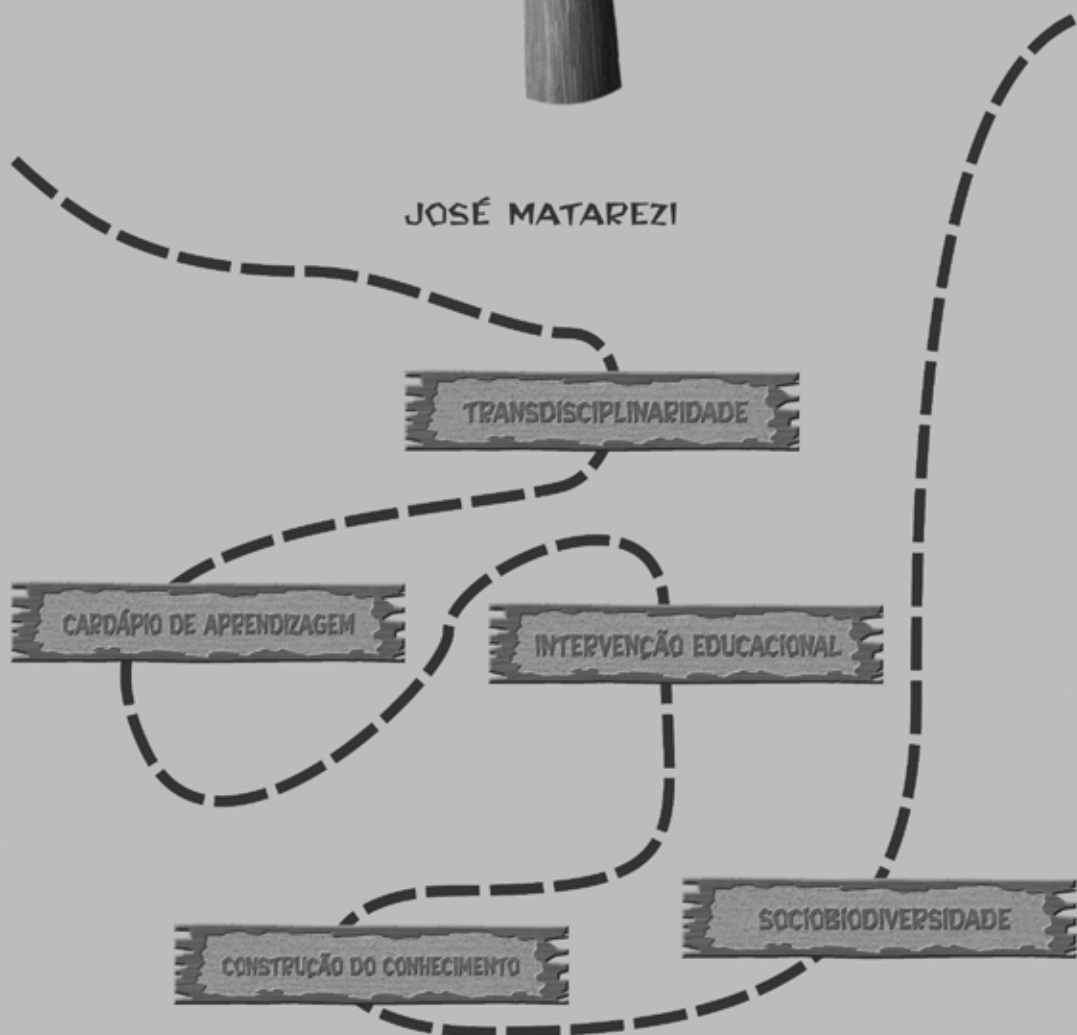 JOSÉ MATAREZI
TRANSDISCIPLINARIDADE
CARDÁPIO DE APRENDIZAGEM
INTERVENÇÃO EDUCACIONAL
CONSTRUÇÃO DO CONHECIMENTO
SOCIOBIODIVERSIDADE